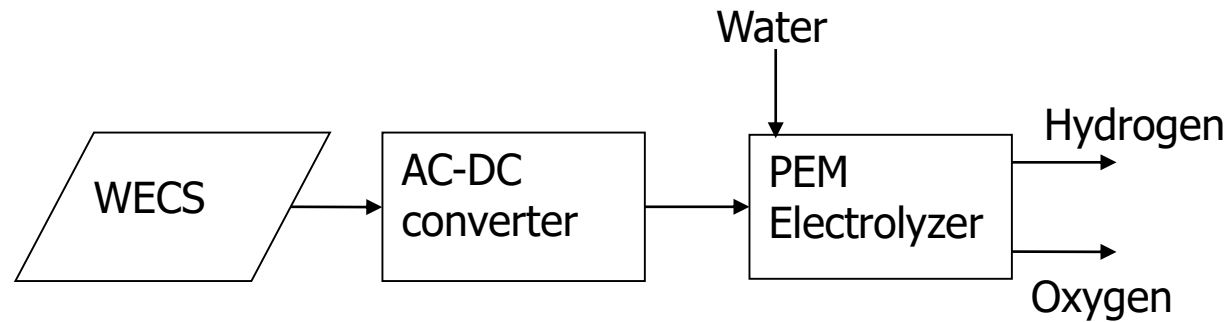 Water
Hydrogen
WECS
AC-DC
converter
PEM
Electrolyzer
Oxygen